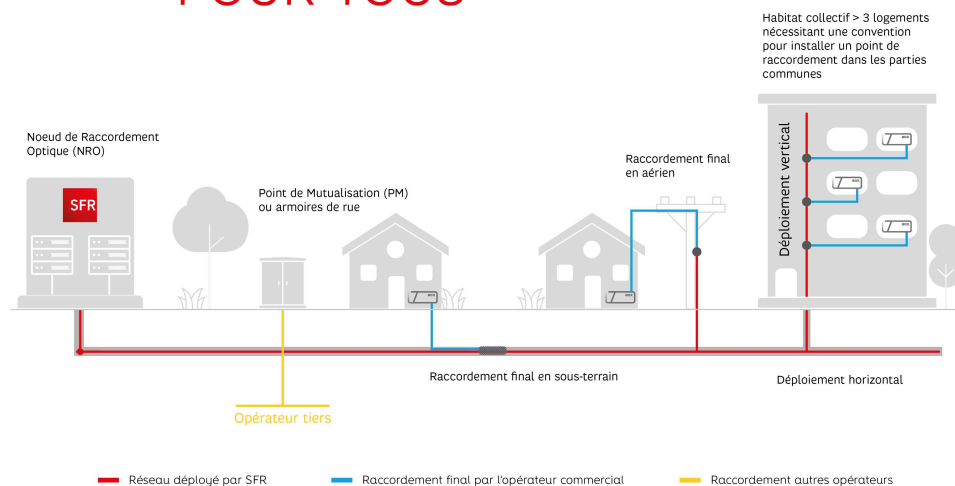 POUR TOUS
Habitat collectif > 3 logements
nécessitant une convention
pour installer un point de
raccordement dans les parties
communes
Noeud de Raccordement
Optique (NRO)
SFR
Point de Mutualisation (PM)
ou armoires de rue
Raccordement final
en aérien
Déploiement vertical
Raccordement final en sous-terrain
Déploiement horizontal
Opérateur tiers
Réseau déployé par SFR
Raccordement final par l'opérateur commercial
Raccordement autres opérateurs